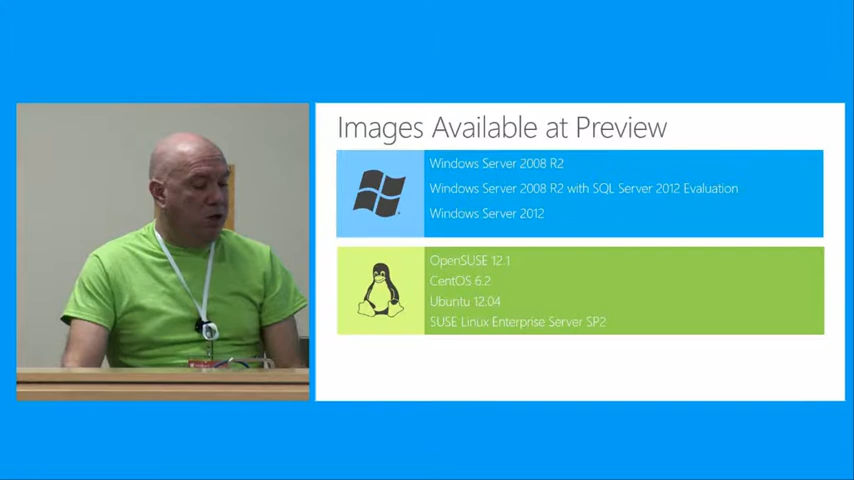 Images Available at Preview
Windows Server 2008 R2
Windows Server 2008 R2 with SQL Server 2012 Evaluation
Windows Server 2012
OpenSUSE 12.1
CentOS 6.2
Ubuntu 12.04
SUSE Linux Enterprise Server SP2